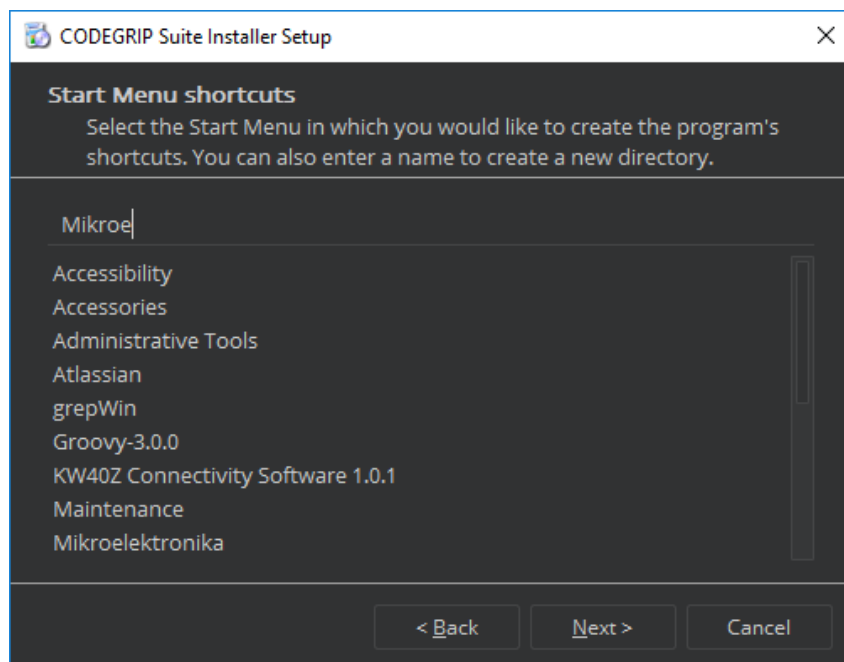 CODEGRIP Suite Installer Setup
Start Menu shortcuts
Select the Start Menu in which you would like to create the program's
shortcuts. You can also enter a name to create a new directory.
Mikroe
Accessibility
Accessories
Administrative Tools
Atlassian
grepWin
Groovy-3.0.0
KW40Z Connectivity Software 1.0.1
Maintenance
Mikroelektronika
< Back Next > Cancel